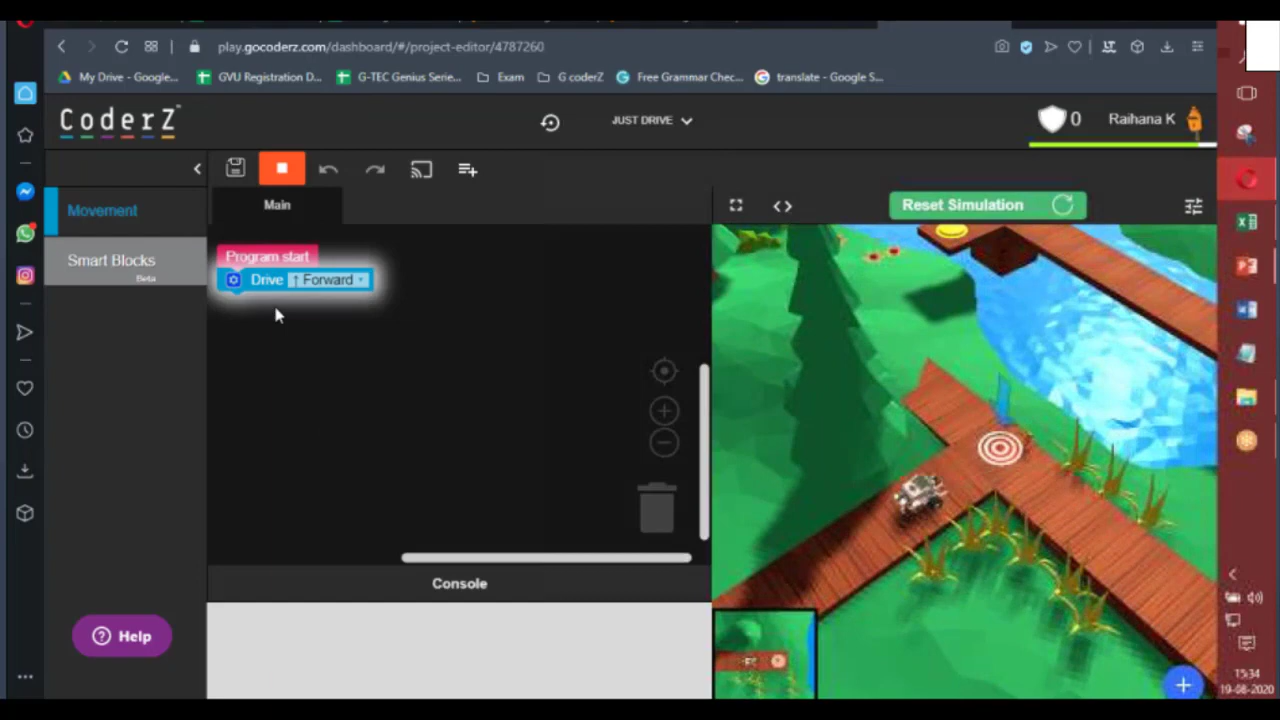 play.gocoderz.com/dashboard/#/project-editor/4787260
My Drive - Google... GVU Registration D... G-TEC Genius Serie... Exam G coderZ Free Grammar Chec... translate - Google S...
CoderZ JUST DRIVE 0 Raihana K
Movement
Main
Reset Simulation
Smart Blocks
Beta
Program start
Drive ↑ Forward
Console
Help
15:34
19-08-2020